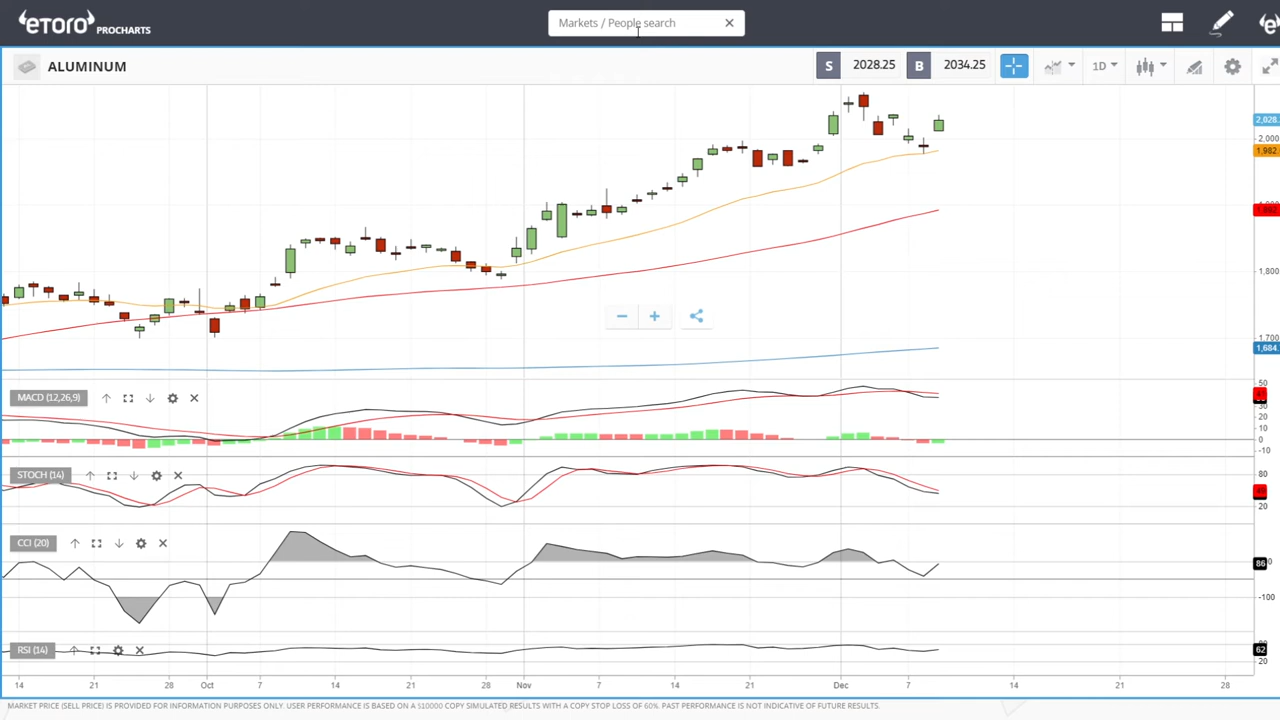 eToro PROCHARTS
Markets / People search
ALUMINUM
S 2028.25 B 2034.25 1D
2,028.
2,000
1,982
1,800
1,700
1,684.
MACD (12,26,9)
50
30
20
10
0
-10
STOCH (14)
80
20
CCI (20)
86
-100
RSI (14)
62
20
14 21 28 Oct 7 14 21 28 Nov 7 14 21 Dec 7 14 21 28
MARKET PRICE (SELL PRICE) IS PROVIDED FOR INFORMATION PURPOSES ONLY. USER PERFORMANCE IS BASED ON A $10000 COPY SIMULATED RESULTS WITH A COPY STOP LOSS OF 60%. PAST PERFORMANCE IS NOT INDICATIVE OF FUTURE RESULTS.